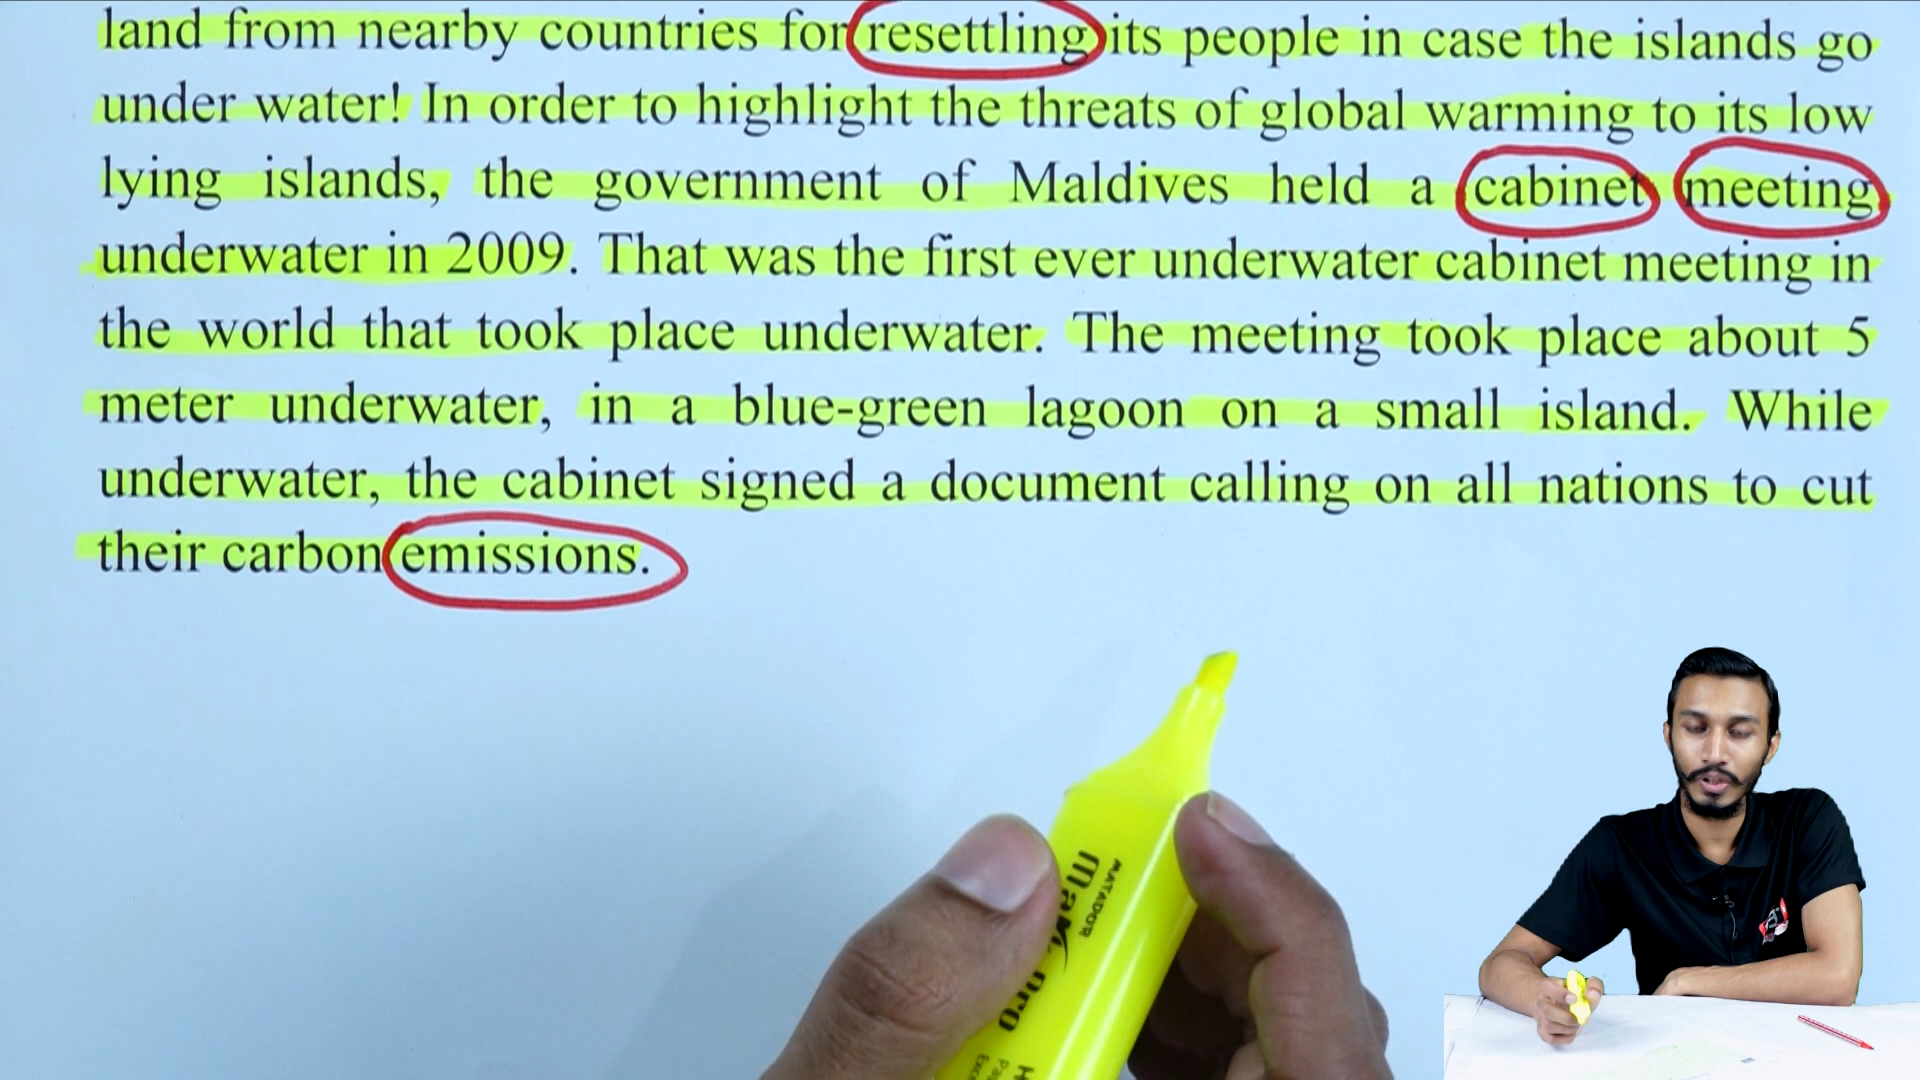 land from nearby countries for resettling its people in case the islands go
under water! In order to highlight the threats of global warming to its low
lying islands, the government of Maldives held a cabinet meeting
underwater in 2009. That was the first ever underwater cabinet meeting in
the world that took place underwater. The meeting took place about 5
meter underwater, in a blue-green lagoon on a small island. While
underwater, the cabinet signed a document calling on all nations to cut
their carbon emissions.
MATADOR